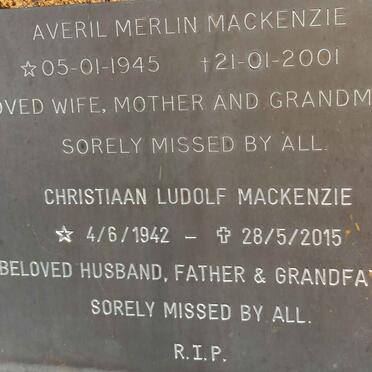 AVERIL MERLIN MACKENZIE
☆05-01-1945 †21-01-2001
OVED WIFE, MOTHER AND GRANDM
SORELY MISSED BY ALL.
CHRISTIAAN LUDOLF MACKENZIE
☆ 4/6/1942 – ✞ 28/5/2015
BELOVED HUSBAND, FATHER & GRANDFA
SORELY MISSED BY ALL.
R.I.P.